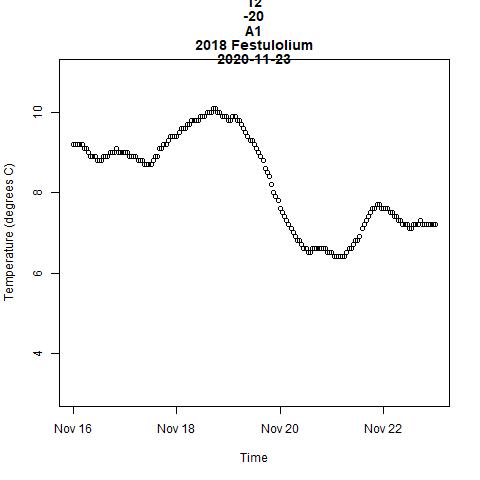 T2
-20
A1
2018 Festulolium
2020-11-23
Temperature (degrees C)
10
8
6
4
Nov 16 Nov 18 Nov 20 Nov 22
Time